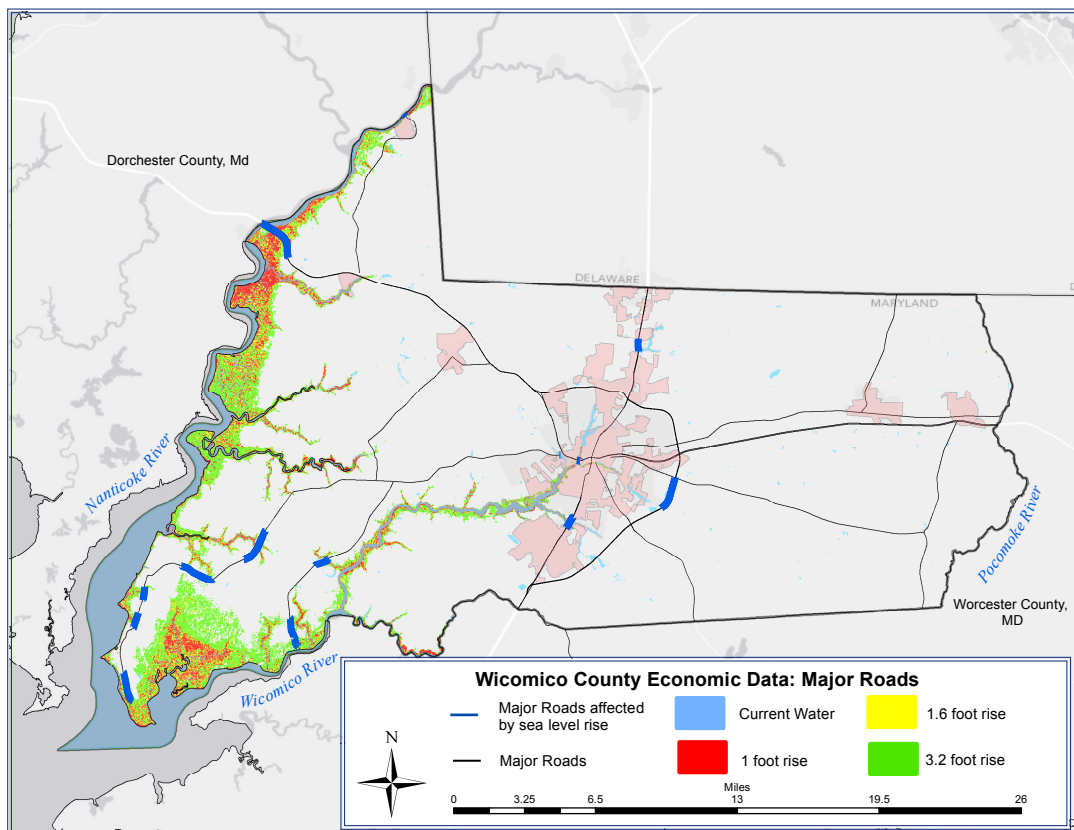 Dorchester County, Md
DELAWARE
MARYLAND
Nanticoke River
Pocomoke River
Worcester County,
MD
Wicomico River
Wicomico County Economic Data: Major Roads
Major Roads affected
by sea level rise
Current Water
1.6 foot rise
Major Roads
1 foot rise
3.2 foot rise
N
Miles
0 3.25 6.5 13 19.5 26